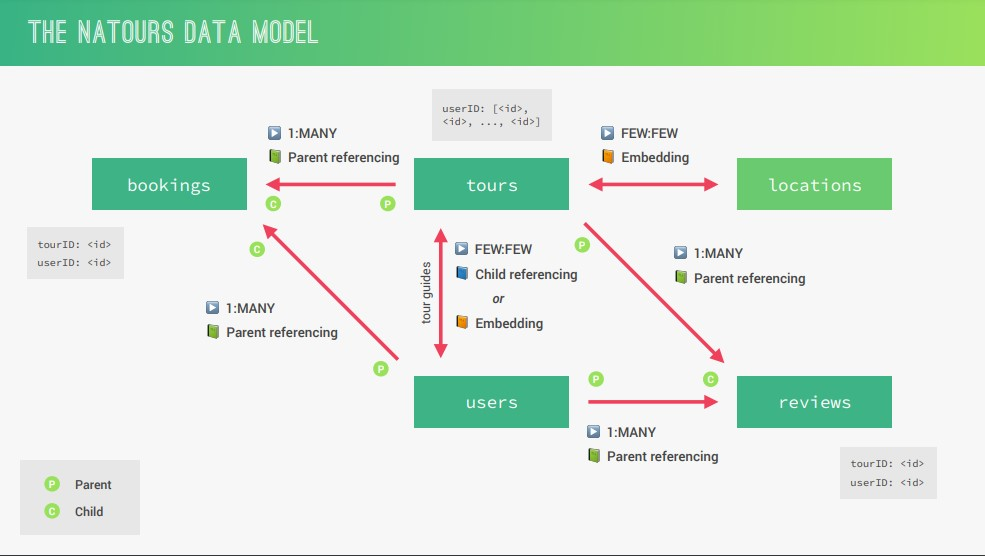 THE NATOURS DATA MODEL
userID: [<id>,
<id>, ..., <id>]
1:MANY
Parent referencing
FEW:FEW
Embedding
bookings
tours
locations
C
P
tourID: <id>
userID: <id>
C
tour guides
FEW:FEW
Child referencing
or
Embedding
P
1:MANY
Parent referencing
1:MANY
Parent referencing
P
users
P
C
reviews
1:MANY
Parent referencing
tourID: <id>
userID: <id>
P Parent
C Child